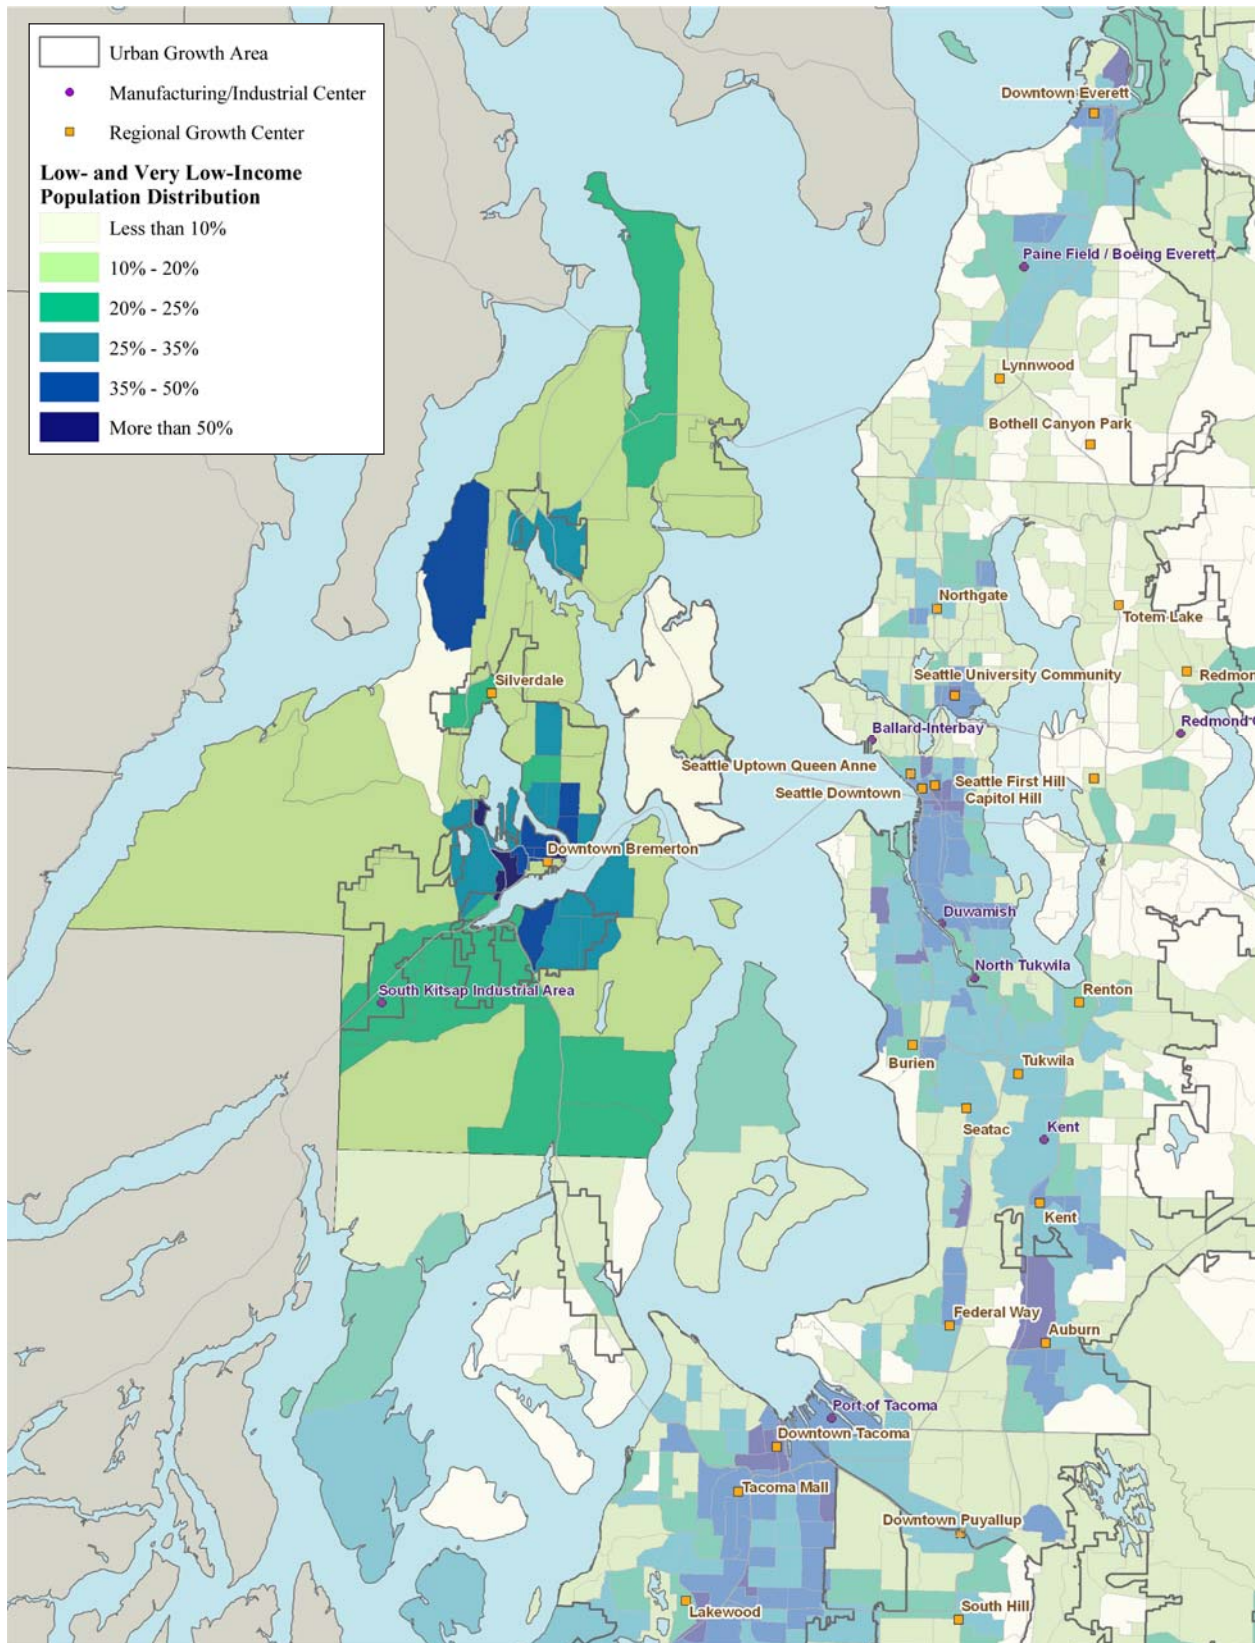 Urban Growth Area
Manufacturing/Industrial Center
Regional Growth Center
Low- and Very Low-Income
Population Distribution
Less than 10%
10% - 20%
20% - 25%
25% - 35%
35% - 50%
More than 50%
Downtown Everett
Paine Field / Boeing Everett
Lynnwood
Bothell Canyon Park
Northgate
Totem Lake
Silverdale
Seattle University Community
Redmon
Redmond
Ballard-Interbay
Seattle Uptown Queen Anne
Seattle First Hill
Capitol Hill
Seattle Downtown
Downtown Bremerton
Duwamish
North Tukwila
South Kitsap Industrial Area
Renton
Burien
Tukwila
Seatac
Kent
Kent
Federal Way
Auburn
Port of Tacoma
Downtown Tacoma
Tacoma Mall
Downtown Puyallup
Lakewood
South Hill